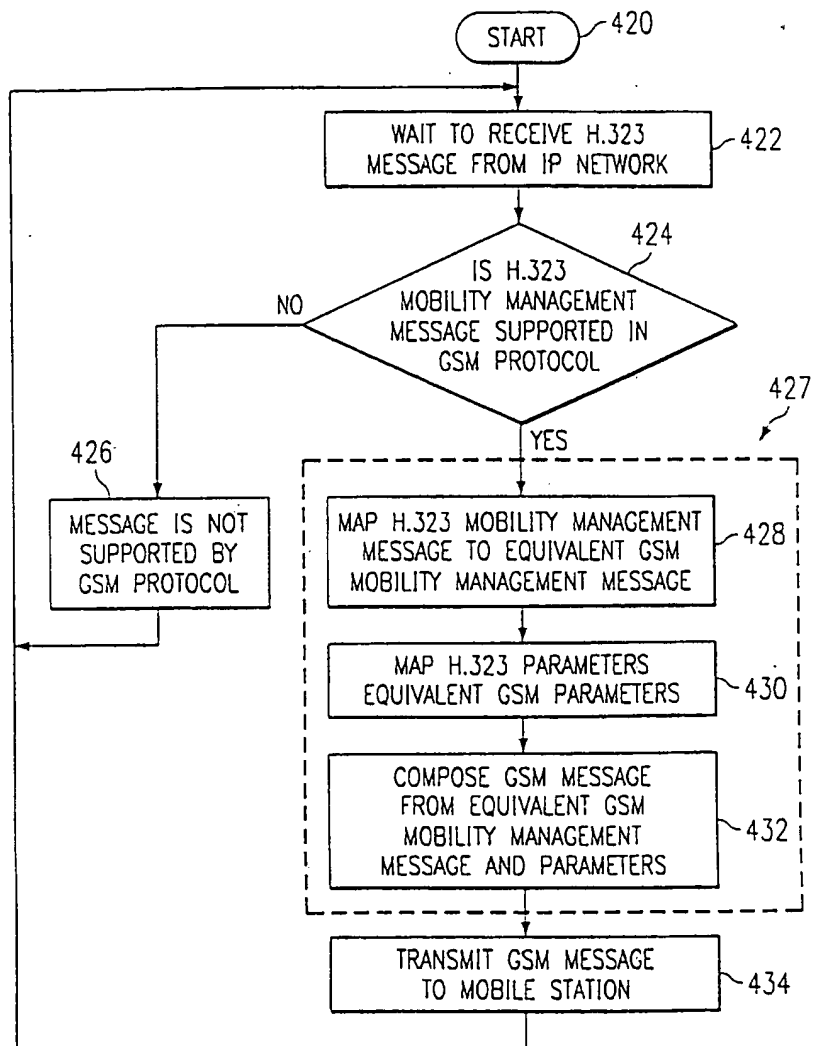 START
420
WAIT TO RECEIVE H.323
MESSAGE FROM IP NETWORK
422
424
IS H.323
MOBILITY MANAGEMENT
MESSAGE SUPPORTED IN
GSM PROTOCOL
NO
YES
427
426
MESSAGE IS NOT
SUPPORTED BY
GSM PROTOCOL
MAP H.323 MOBILITY MANAGEMENT
MESSAGE TO EQUIVALENT GSM
MOBILITY MANAGEMENT MESSAGE
428
MAP H.323 PARAMETERS
EQUIVALENT GSM PARAMETERS
430
COMPOSE GSM MESSAGE
FROM EQUIVALENT GSM
MOBILITY MANAGEMENT
MESSAGE AND PARAMETERS
432
TRANSMIT GSM MESSAGE
TO MOBILE STATION
434